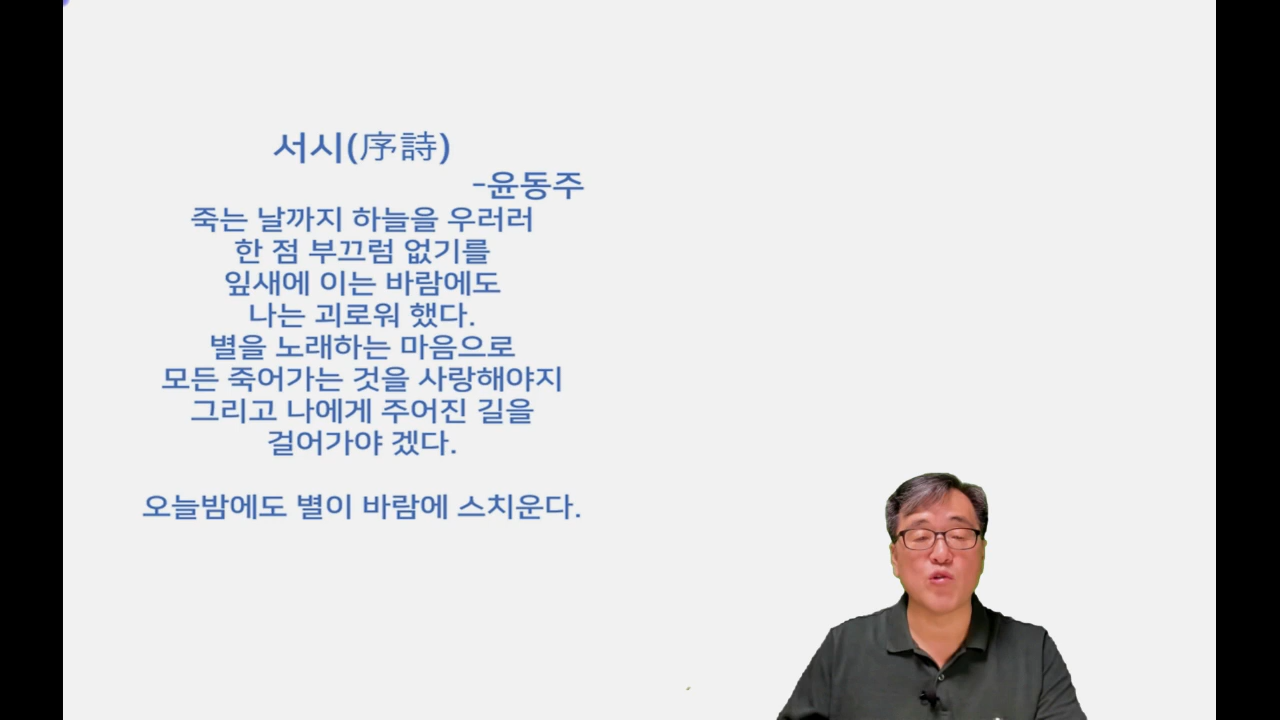 서시(序詩)
-윤동주
죽는 날까지 하늘을 우러러
한 점 부끄럼 없기를
잎새에 이는 바람에도
나는 괴로워 했다.
별을 노래하는 마음으로
모든 죽어가는 것을 사랑해야지
그리고 나에게 주어진 길을
걸어가야 겠다.
오늘밤에도 별이 바람에 스치운다.